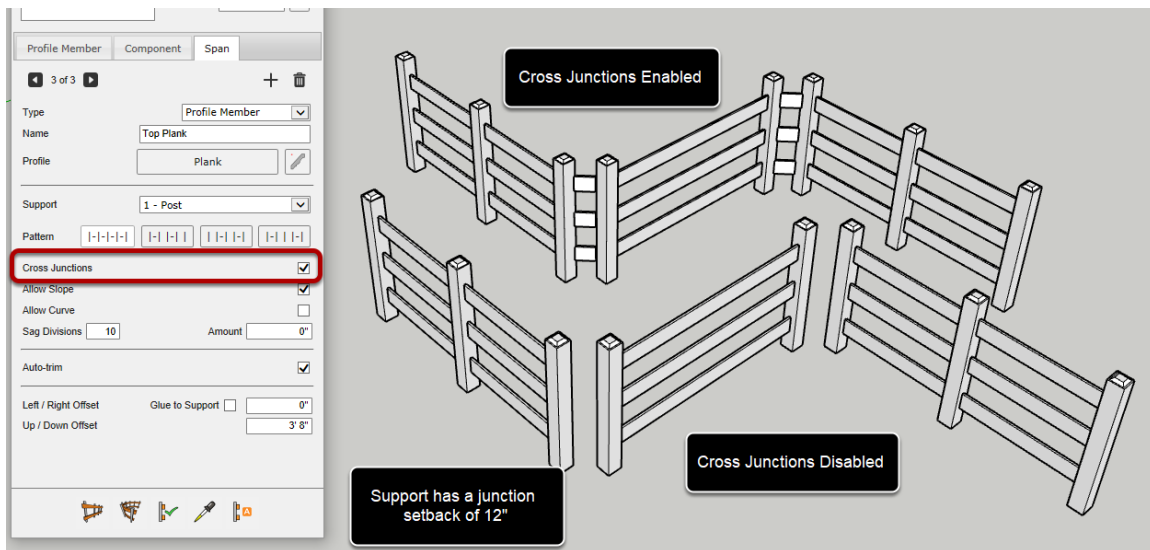 Profile Member Component Span
3 of 3
Type Profile Member
Name Top Plank
Profile Plank
Support 1 - Post
Pattern |-|-|-|-| |-| |-| | | |-| |-| |-| | |-|
Cross Junctions
Allow Slope
Allow Curve
Sag Divisions 10 Amount 0"
Auto-trim
Left / Right Offset Glue to Support 0"
Up / Down Offset 3' 8"
A
Cross Junctions Enabled
Cross Junctions Disabled
Support has a junction
setback of 12"